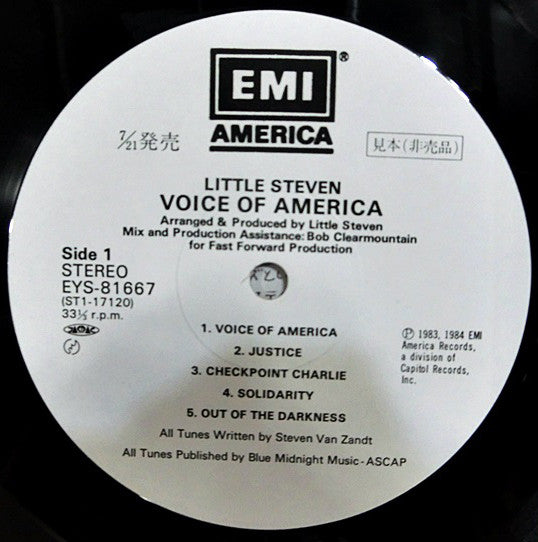 EMI®
AMERICA
7/21発売
見本(非売品)
LITTLE STEVEN
VOICE OF AMERICA
Arranged & Produced by Little Steven
Mix and Production Assistance: Bob Clearmountain
for Fast Forward Production
Side 1
STEREO
EYS-81667
(ST1-17120)
33⅓ r.p.m.
1. VOICE OF AMERICA
2. JUSTICE
3. CHECKPOINT CHARLIE
4. SOLIDARITY
5. OUT OF THE DARKNESS
All Tunes Written by Steven Van Zandt
All Tunes Published by Blue Midnight Music - ASCAP
Ⓟ 1983, 1984 EMI
America Records,
a division of
Capitol Records,
Inc.